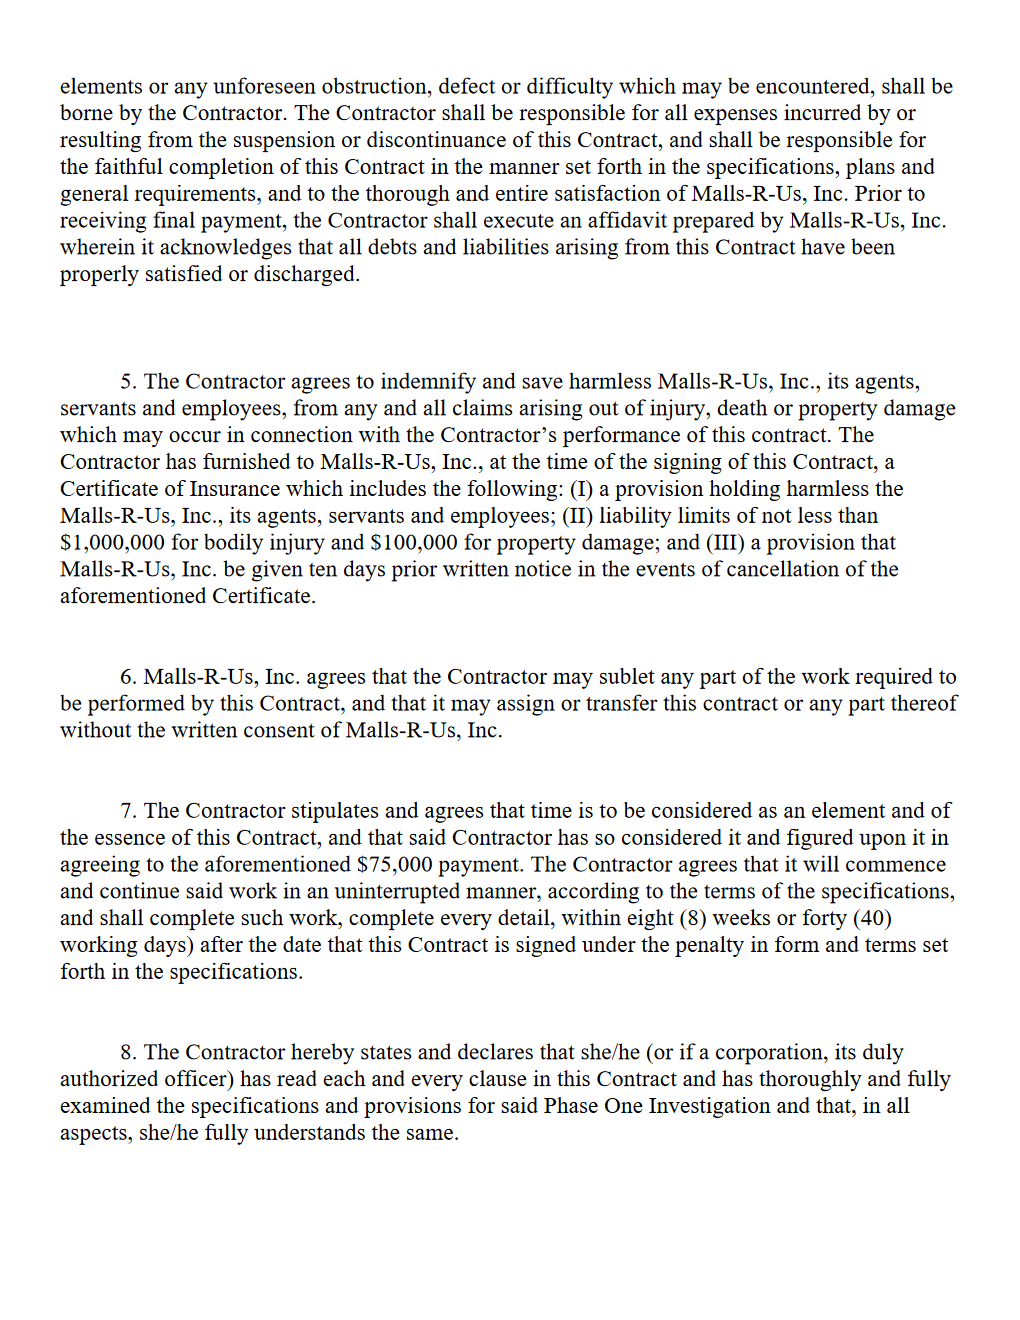 elements or any unforeseen obstruction, defect or difficulty which may be encountered, shall be
borne by the Contractor. The Contractor shall be responsible for all expenses incurred by or
resulting from the suspension or discontinuance of this Contract, and shall be responsible for
the faithful completion of this Contract in the manner set forth in the specifications, plans and
general requirements, and to the thorough and entire satisfaction of Malls-R-Us, Inc. Prior to
receiving final payment, the Contractor shall execute an affidavit prepared by Malls-R-Us, Inc.
wherein it acknowledges that all debts and liabilities arising from this Contract have been
properly satisfied or discharged.
5. The Contractor agrees to indemnify and save harmless Malls-R-Us, Inc., its agents,
servants and employees, from any and all claims arising out of injury, death or property damage
which may occur in connection with the Contractor’s performance of this contract. The
Contractor has furnished to Malls-R-Us, Inc., at the time of the signing of this Contract, a
Certificate of Insurance which includes the following: (I) a provision holding harmless the
Malls-R-Us, Inc., its agents, servants and employees; (II) liability limits of not less than
$1,000,000 for bodily injury and $100,000 for property damage; and (III) a provision that
Malls-R-Us, Inc. be given ten days prior written notice in the events of cancellation of the
aforementioned Certificate.
6. Malls-R-Us, Inc. agrees that the Contractor may sublet any part of the work required to
be performed by this Contract, and that it may assign or transfer this contract or any part thereof
without the written consent of Malls-R-Us, Inc.
7. The Contractor stipulates and agrees that time is to be considered as an element and of
the essence of this Contract, and that said Contractor has so considered it and figured upon it in
agreeing to the aforementioned $75,000 payment. The Contractor agrees that it will commence
and continue said work in an uninterrupted manner, according to the terms of the specifications,
and shall complete such work, complete every detail, within eight (8) weeks or forty (40)
working days) after the date that this Contract is signed under the penalty in form and terms set
forth in the specifications.
8. The Contractor hereby states and declares that she/he (or if a corporation, its duly
authorized officer) has read each and every clause in this Contract and has thoroughly and fully
examined the specifications and provisions for said Phase One Investigation and that, in all
aspects, she/he fully understands the same.